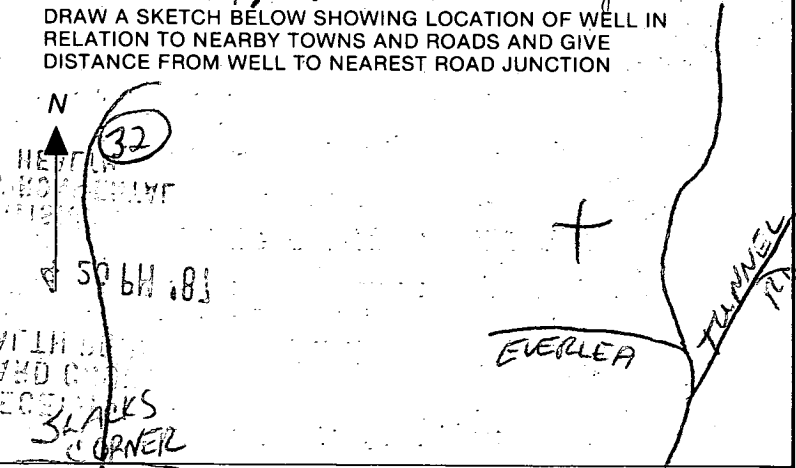 DRAW A SKETCH BELOW SHOWING LOCATION OF WELL IN
RELATION TO NEARBY TOWNS AND ROADS AND GIVE
DISTANCE FROM WELL TO NEAREST ROAD JUNCTION
N
32
TUNNEL
EVERLEA
SLACKS
CORNER